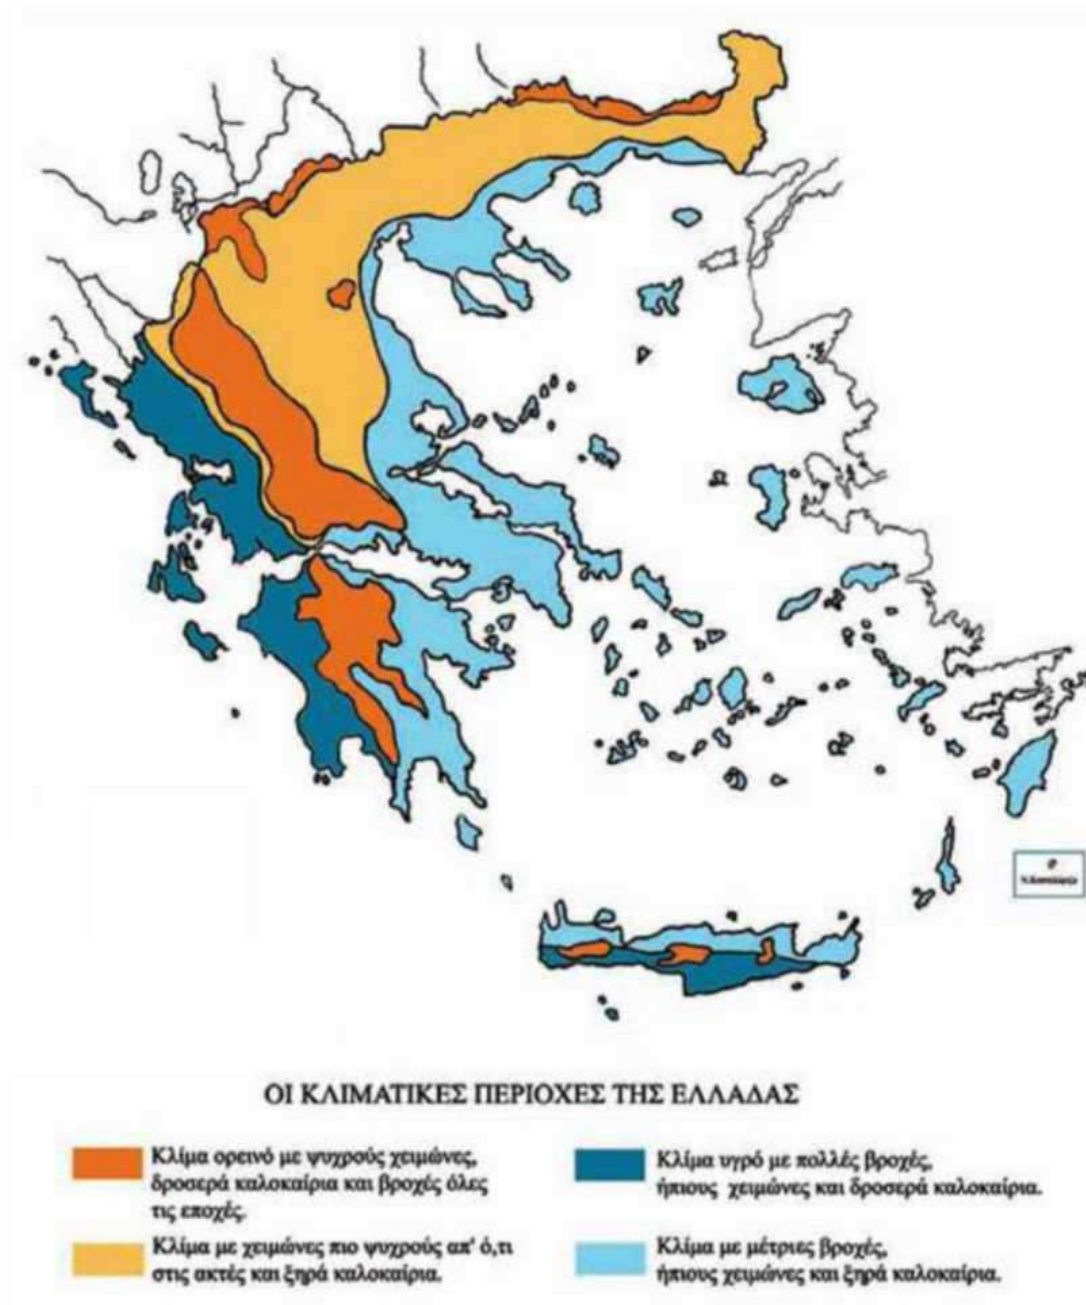 ΟΙ ΚΛΙΜΑΤΙΚΕΣ ΠΕΡΙΟΧΕΣ ΤΗΣ ΕΛΛΑΔΑΣ
Κλίμα ορεινό με ψυχρούς χειμώνες,
δροσερά καλοκαίρια και βροχές όλες
τις εποχές.
Κλίμα με χειμώνες πιο ψυχρούς απ' ό,τι
στις ακτές και ξηρά καλοκαίρια.
Κλίμα υγρό με πολλές βροχές,
ήπιους χειμώνες και δροσερά καλοκαίρια.
Κλίμα με μέτριες βροχές,
ήπιους χειμώνες και ξηρά καλοκαίρια.